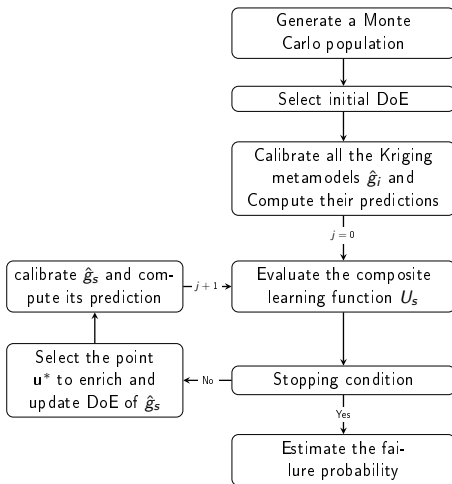 Generate a Monte
Carlo population
Select initial DoE
Calibrate all the Kriging
metamodels ĝᵢ and
Compute their predictions
j = 0
calibrate ĝₛ and com-
pute its prediction
j + 1
Evaluate the composite
learning function Uₛ
Select the point
u* to enrich and
update DoE of ĝₛ
No
Stopping condition
Yes
Estimate the fai-
lure probability